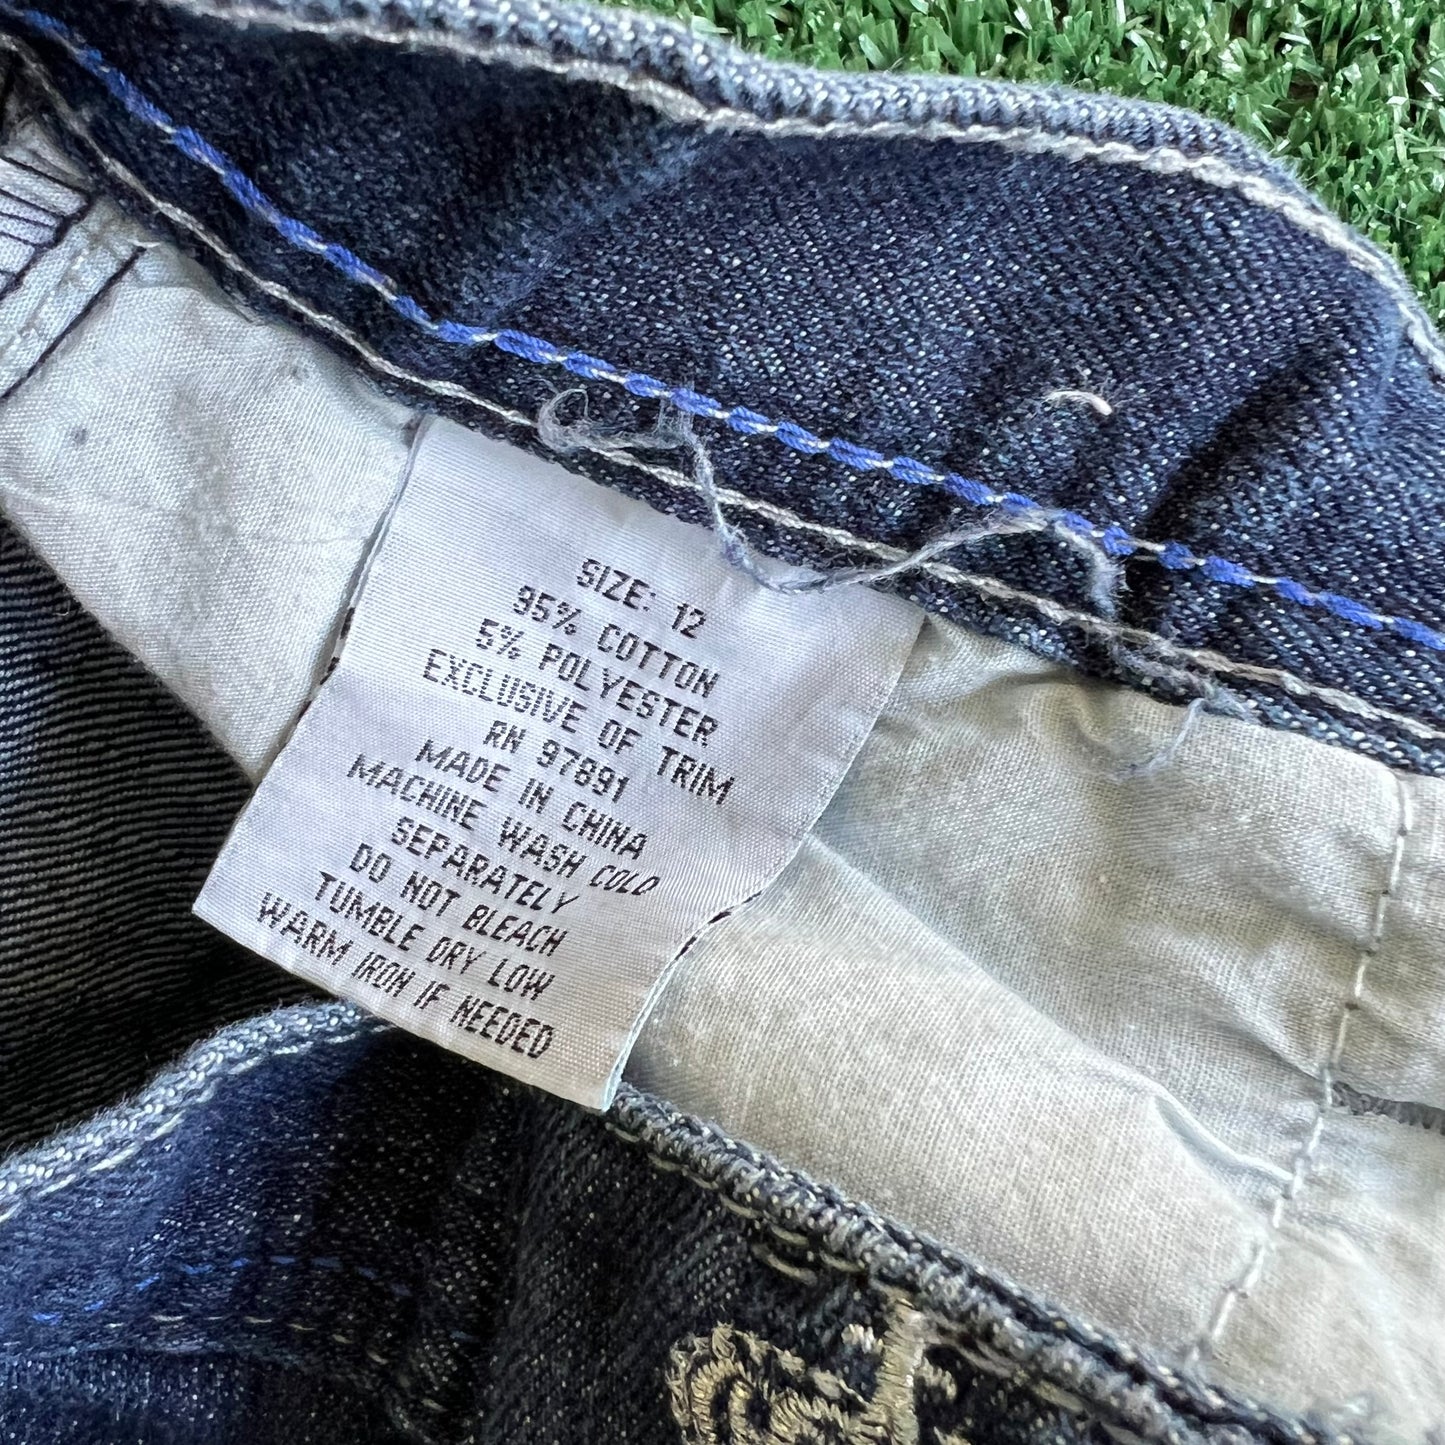 SIZE: 12
95% COTTON
5% POLYESTER
EXCLUSIVE OF TRIM
RN 97891
MADE IN CHINA
MACHINE WASH COLD
SEPARATELY
DO NOT BLEACH
TUMBLE DRY LOW
WARM IRON IF NEEDED